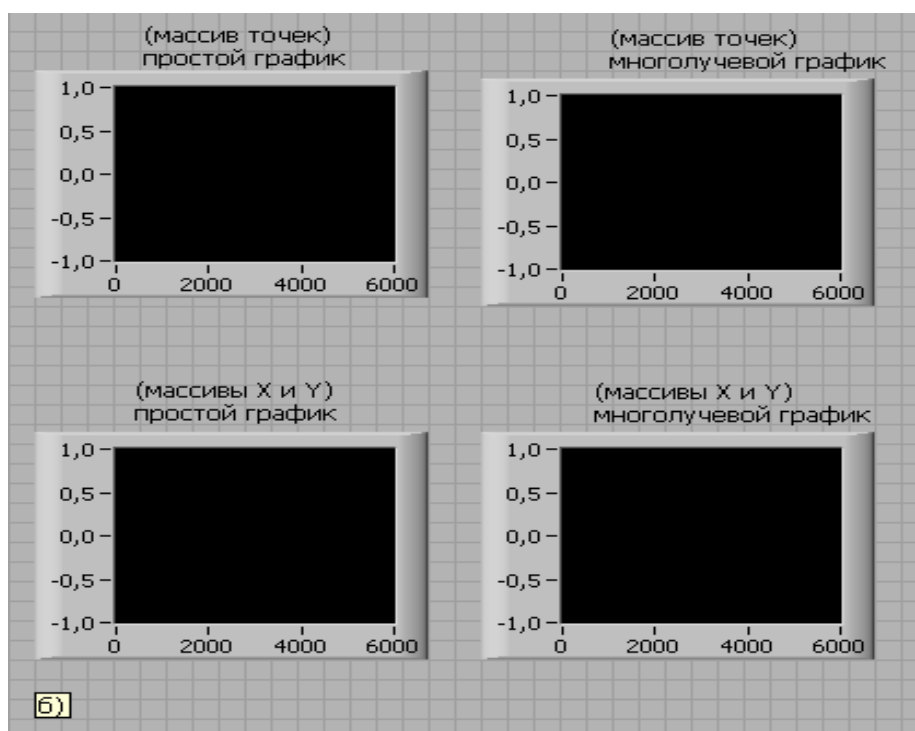 (массив точек)
простой график
1,0
0,5
0,0
-0,5
-1,0
0 2000 4000 6000
(массив точек)
многолучевой график
1,0
0,5
0,0
-0,5
-1,0
0 2000 4000 6000
(массивы X и Y)
простой график
1,0
0,5
0,0
-0,5
-1,0
0 2000 4000 6000
(массивы X и Y)
многолучевой график
1,0
0,5
0,0
-0,5
-1,0
0 2000 4000 6000
б)